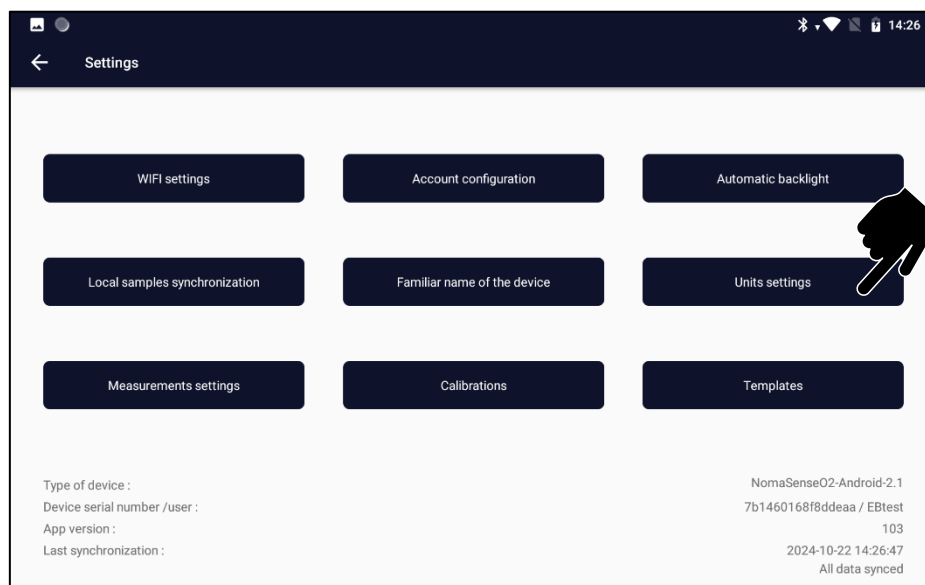 14:26
Settings
WIFI settings
Account configuration
Automatic backlight
Local samples synchronization
Familiar name of the device
Units settings
Measurements settings
Calibrations
Templates
Type of device : NomaSenseO2-Android-2.1
Device serial number /user : 7b1460168f8ddeaa / EBtest
App version : 103
Last synchronization : 2024-10-22 14:26:47
All data synced